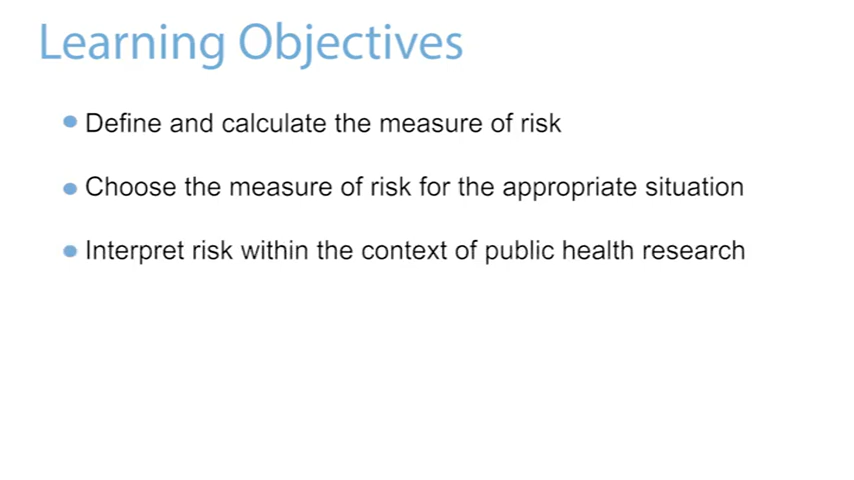 Learning Objectives
Define and calculate the measure of risk
Choose the measure of risk for the appropriate situation
Interpret risk within the context of public health research